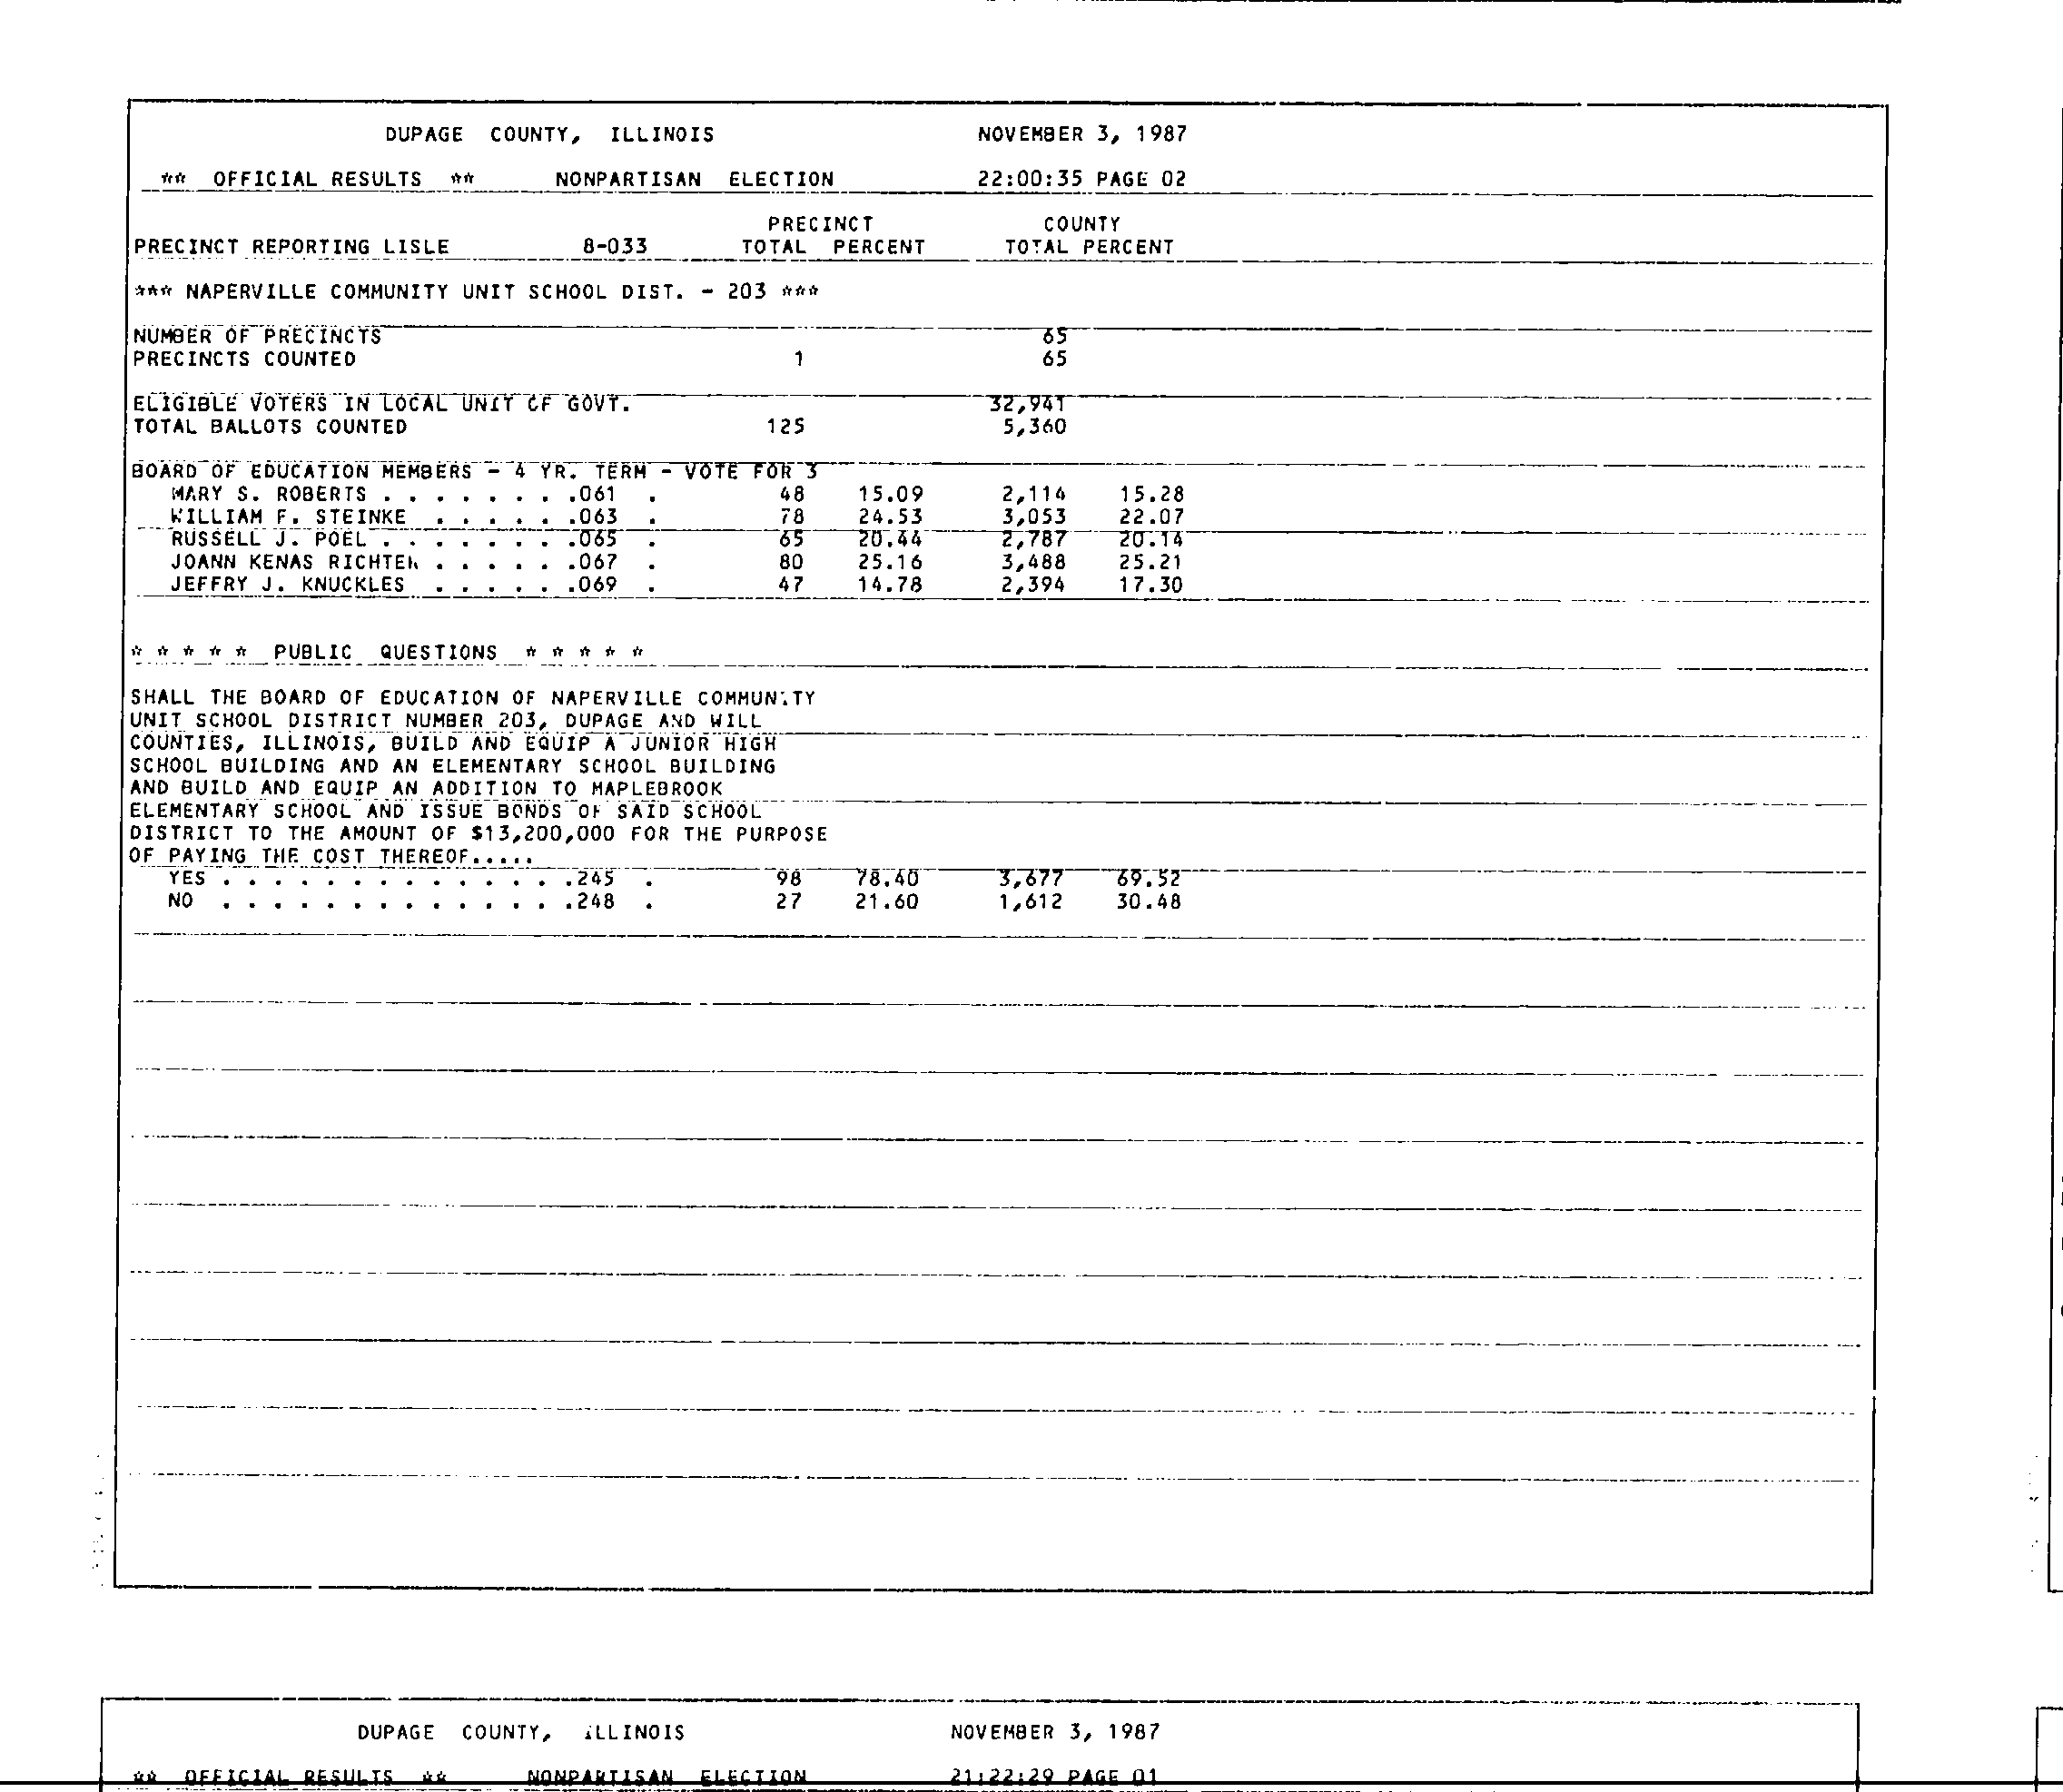 DUPAGE COUNTY, ILLINOIS NOVEMBER 3, 1987
** OFFICIAL RESULTS ** NONPARTISAN ELECTION 22:00:35 PAGE 02
PRECINCT COUNTY
PRECINCT REPORTING LISLE 8-033 TOTAL PERCENT TOTAL PERCENT
*** NAPERVILLE COMMUNITY UNIT SCHOOL DIST. - 203 ***
NUMBER OF PRECINCTS 65
PRECINCTS COUNTED 1 65
ELIGIBLE VOTERS IN LOCAL UNIT OF GOVT. 32,941
TOTAL BALLOTS COUNTED 125 5,360
BOARD OF EDUCATION MEMBERS - 4 YR. TERM - VOTE FOR 3
MARY S. ROBERTS . . . . . . . .061 . 48 15.09 2,114 15.28
WILLIAM F. STEINKE . . . . . .063 . 78 24.53 3,053 22.07
RUSSELL J. POEL . . . . . . . .065 . 65 20.44 2,787 20.14
JOANN KENAS RICHTER . . . . . .067 . 80 25.16 3,488 25.21
JEFFRY J. KNUCKLES . . . . . .069 . 47 14.78 2,394 17.30
* * * * * PUBLIC QUESTIONS * * * * *
SHALL THE BOARD OF EDUCATION OF NAPERVILLE COMMUNITY
UNIT SCHOOL DISTRICT NUMBER 203, DUPAGE AND WILL
COUNTIES, ILLINOIS, BUILD AND EQUIP A JUNIOR HIGH
SCHOOL BUILDING AND AN ELEMENTARY SCHOOL BUILDING
AND BUILD AND EQUIP AN ADDITION TO MAPLEBROOK
ELEMENTARY SCHOOL AND ISSUE BONDS OF SAID SCHOOL
DISTRICT TO THE AMOUNT OF $13,200,000 FOR THE PURPOSE
OF PAYING THE COST THEREOF.....
YES . . . . . . . . . . . . . .245 . 98 78.40 3,677 69.52
NO . . . . . . . . . . . . . .248 . 27 21.60 1,612 30.48
DUPAGE COUNTY, ILLINOIS NOVEMBER 3, 1987
** OFFICIAL RESULTS ** NONPARTISAN ELECTION 21:22:29 PAGE 01